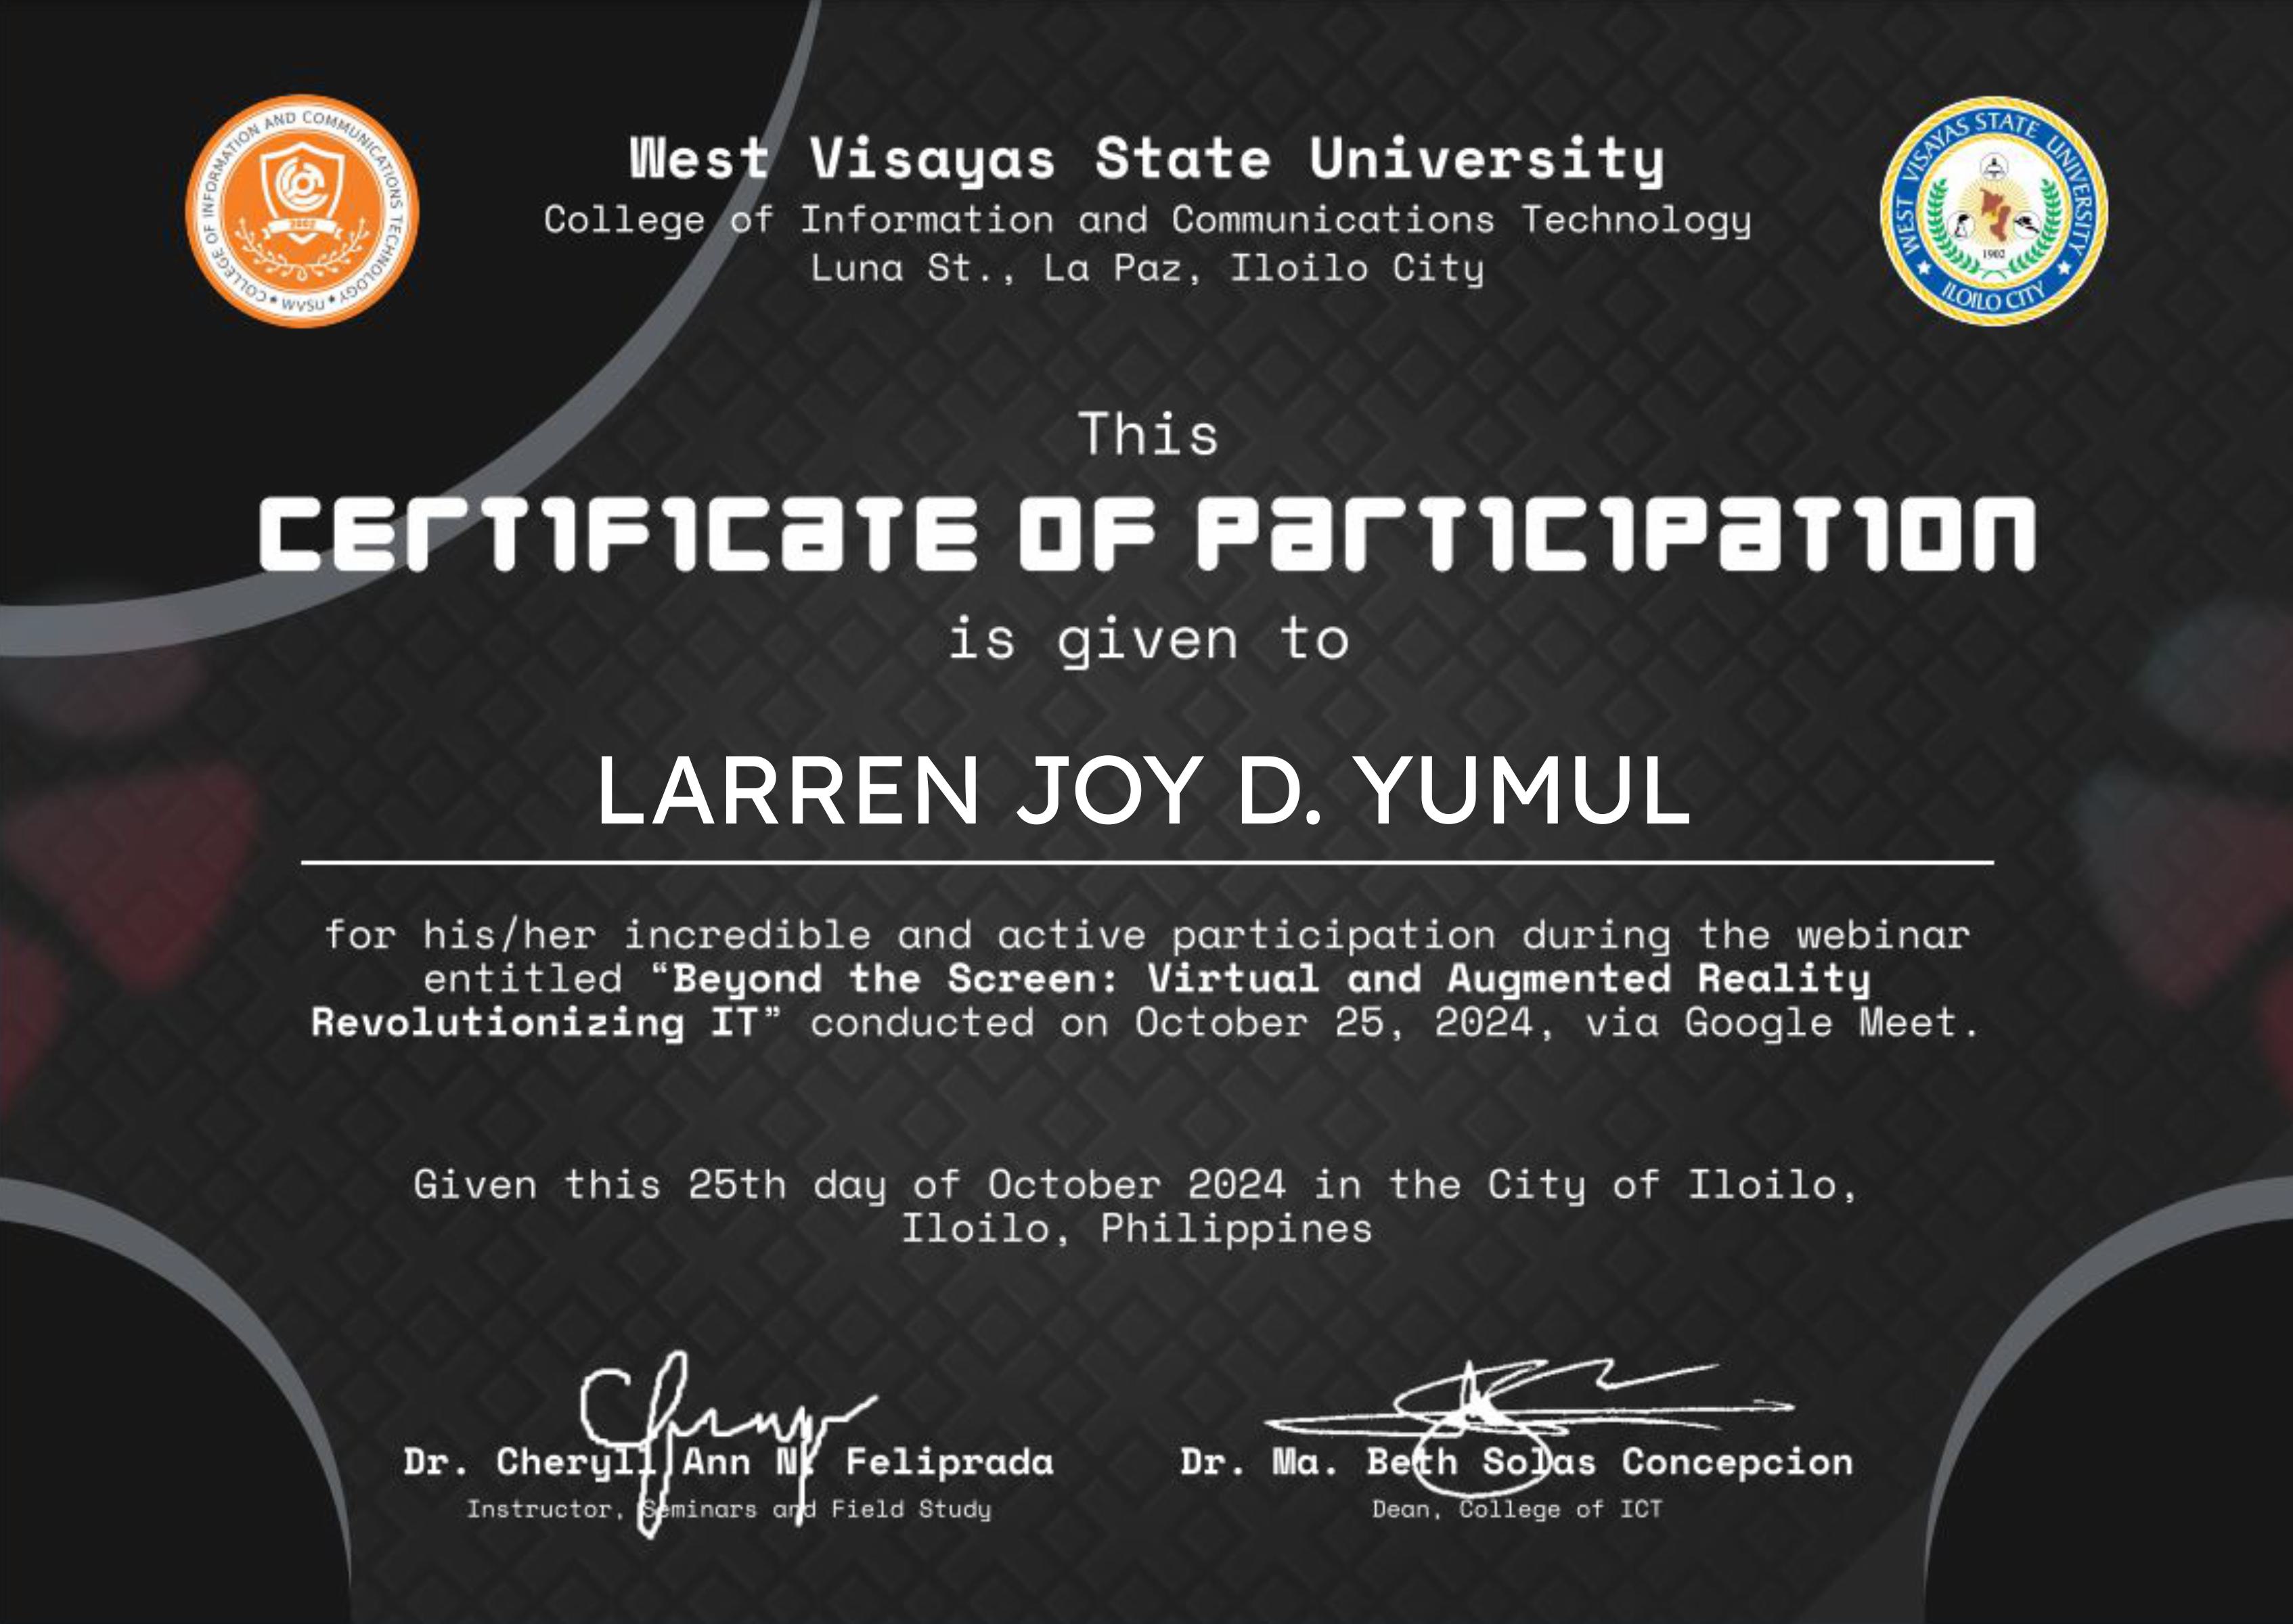 COLLEGE OF INFORMATION AND COMMUNICATIONS TECHNOLOGY
WVSU
2002
West Visayas State University
College of Information and Communications Technology
Luna St., La Paz, Iloilo City
WEST VISAYAS STATE UNIVERSITY
1902
ILOILO CITY
This
CERTIFICATE OF PARTICIPATION
is given to
LARREN JOY D. YUMUL
for his/her incredible and active participation during the webinar
entitled “Beyond the Screen: Virtual and Augmented Reality
Revolutionizing IT” conducted on October 25, 2024, via Google Meet.
Given this 25th day of October 2024 in the City of Iloilo,
Iloilo, Philippines
Dr. Cheryll Ann N. Feliprada
Instructor, Seminars and Field Study
Dr. Ma. Beth Solas Concepcion
Dean, College of ICT